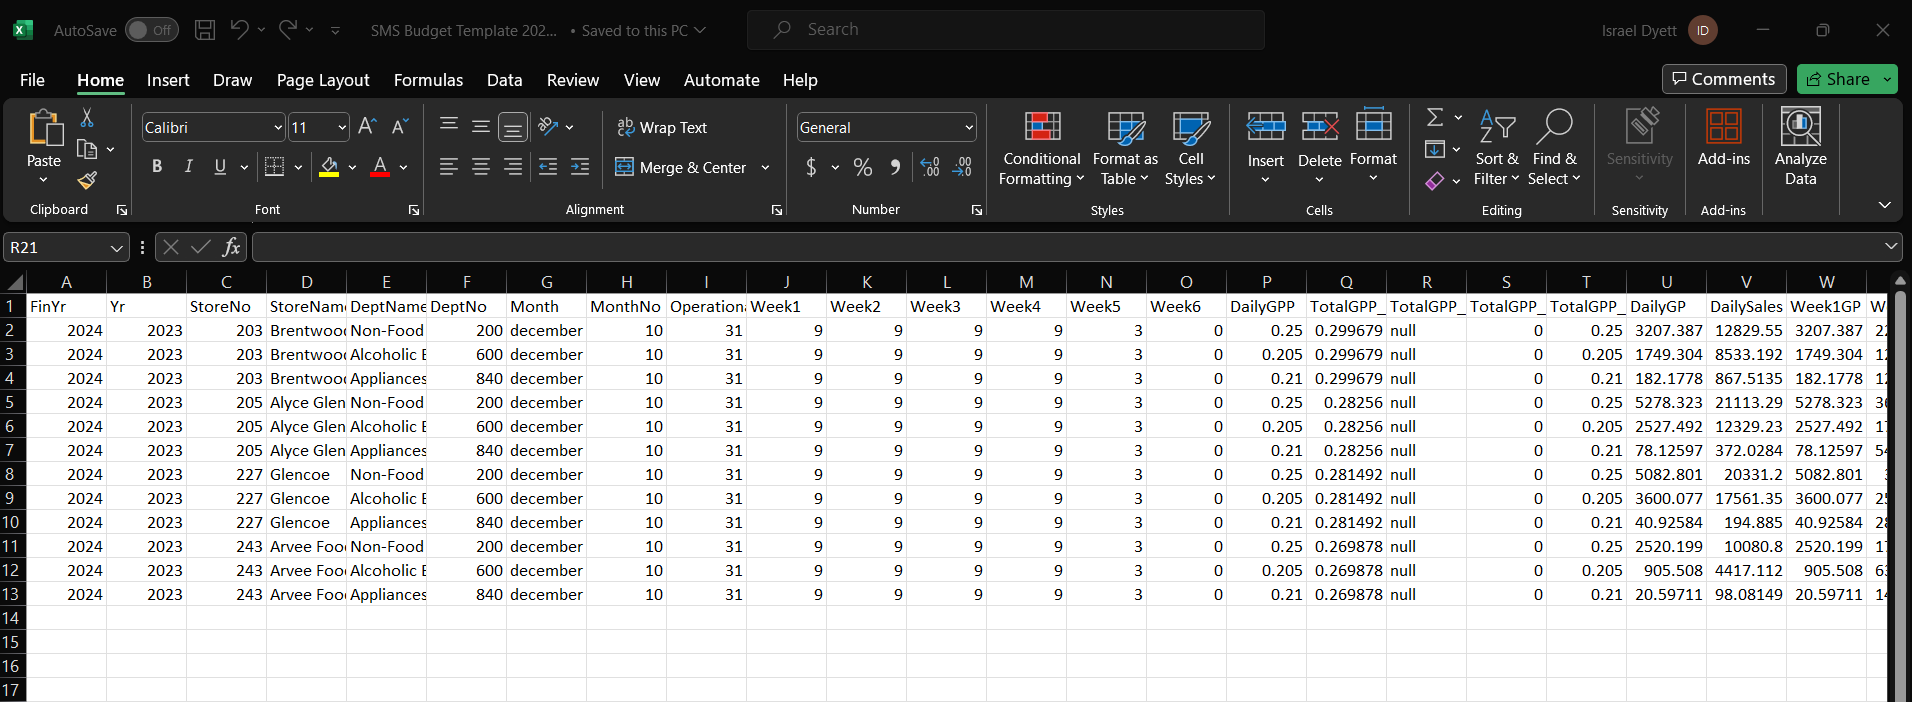 AutoSave Off SMS Budget Template 202... • Saved to this PC Search Israel Dyett ID
File Home Insert Draw Page Layout Formulas Data Review View Automate Help Comments Share
Paste
Clipboard
Calibri 11
B I U A
Font
Wrap Text
Merge & Center
Alignment
General
$ % ,
Number
Conditional Formatting
Format as Table
Cell Styles
Styles
Insert
Delete
Format
Cells
Sort & Filter
Find & Select
Editing
Sensitivity
Sensitivity
Add-ins
Add-ins
Analyze Data
R21 fx
A B C D E F G H I J K L M N O P Q R S T U V W
1 FinYr Yr StoreNo StoreNam DeptName DeptNo Month MonthNo Operationa Week1 Week2 Week3 Week4 Week5 Week6 DailyGPP TotalGPP_ TotalGPP_ TotalGPP_ TotalGPP_ DailyGP DailySales Week1GP W
2 2024 2023 203 Brentwood Non-Food 200 december 10 31 9 9 9 9 3 0 0.25 0.299679 null 0 0.25 3207.387 12829.55 3207.387 22
3 2024 2023 203 Brentwood Alcoholic B 600 december 10 31 9 9 9 9 3 0 0.205 0.299679 null 0 0.205 1749.304 8533.192 1749.304 12
4 2024 2023 203 Brentwood Appliances 840 december 10 31 9 9 9 9 3 0 0.21 0.299679 null 0 0.21 182.1778 867.5135 182.1778 12
5 2024 2023 205 Alyce Glen Non-Food 200 december 10 31 9 9 9 9 3 0 0.25 0.28256 null 0 0.25 5278.323 21113.29 5278.323 36
6 2024 2023 205 Alyce Glen Alcoholic B 600 december 10 31 9 9 9 9 3 0 0.205 0.28256 null 0 0.205 2527.492 12329.23 2527.492 17
7 2024 2023 205 Alyce Glen Appliances 840 december 10 31 9 9 9 9 3 0 0.21 0.28256 null 0 0.21 78.12597 372.0284 78.12597 54
8 2024 2023 227 Glencoe Non-Food 200 december 10 31 9 9 9 9 3 0 0.25 0.281492 null 0 0.25 5082.801 20331.2 5082.801
9 2024 2023 227 Glencoe Alcoholic B 600 december 10 31 9 9 9 9 3 0 0.205 0.281492 null 0 0.205 3600.077 17561.35 3600.077 25
10 2024 2023 227 Glencoe Appliances 840 december 10 31 9 9 9 9 3 0 0.21 0.281492 null 0 0.21 40.92584 194.885 40.92584 28
11 2024 2023 243 Arvee Foo Non-Food 200 december 10 31 9 9 9 9 3 0 0.25 0.269878 null 0 0.25 2520.199 10080.8 2520.199 17
12 2024 2023 243 Arvee Foo Alcoholic B 600 december 10 31 9 9 9 9 3 0 0.205 0.269878 null 0 0.205 905.508 4417.112 905.508 63
13 2024 2023 243 Arvee Foo Appliances 840 december 10 31 9 9 9 9 3 0 0.21 0.269878 null 0 0.21 20.59711 98.08149 20.59711 14
14
15
16
17